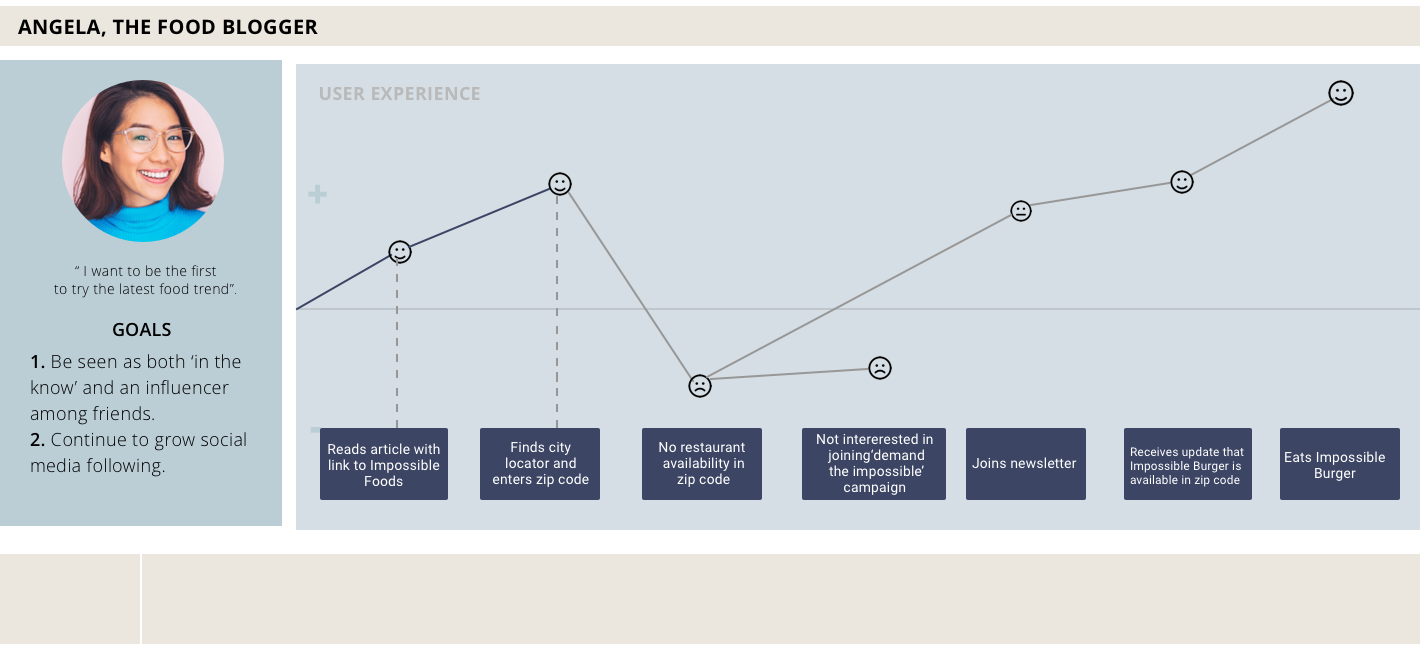 ANGELA, THE FOOD BLOGGER
“ I want to be the first
to try the latest food trend”.
GOALS
1. Be seen as both ‘in the
know’ and an influencer
among friends.
2. Continue to grow social
media following.
USER EXPERIENCE
+
-
Reads article with
link to Impossible
Foods
Finds city
locator and
enters zip code
No restaurant
availability in
zip code
Not intererested in
joining‘demand
the impossible’
campaign
Joins newsletter
Receives update that
Impossible Burger is
available in zip code
Eats Impossible
Burger